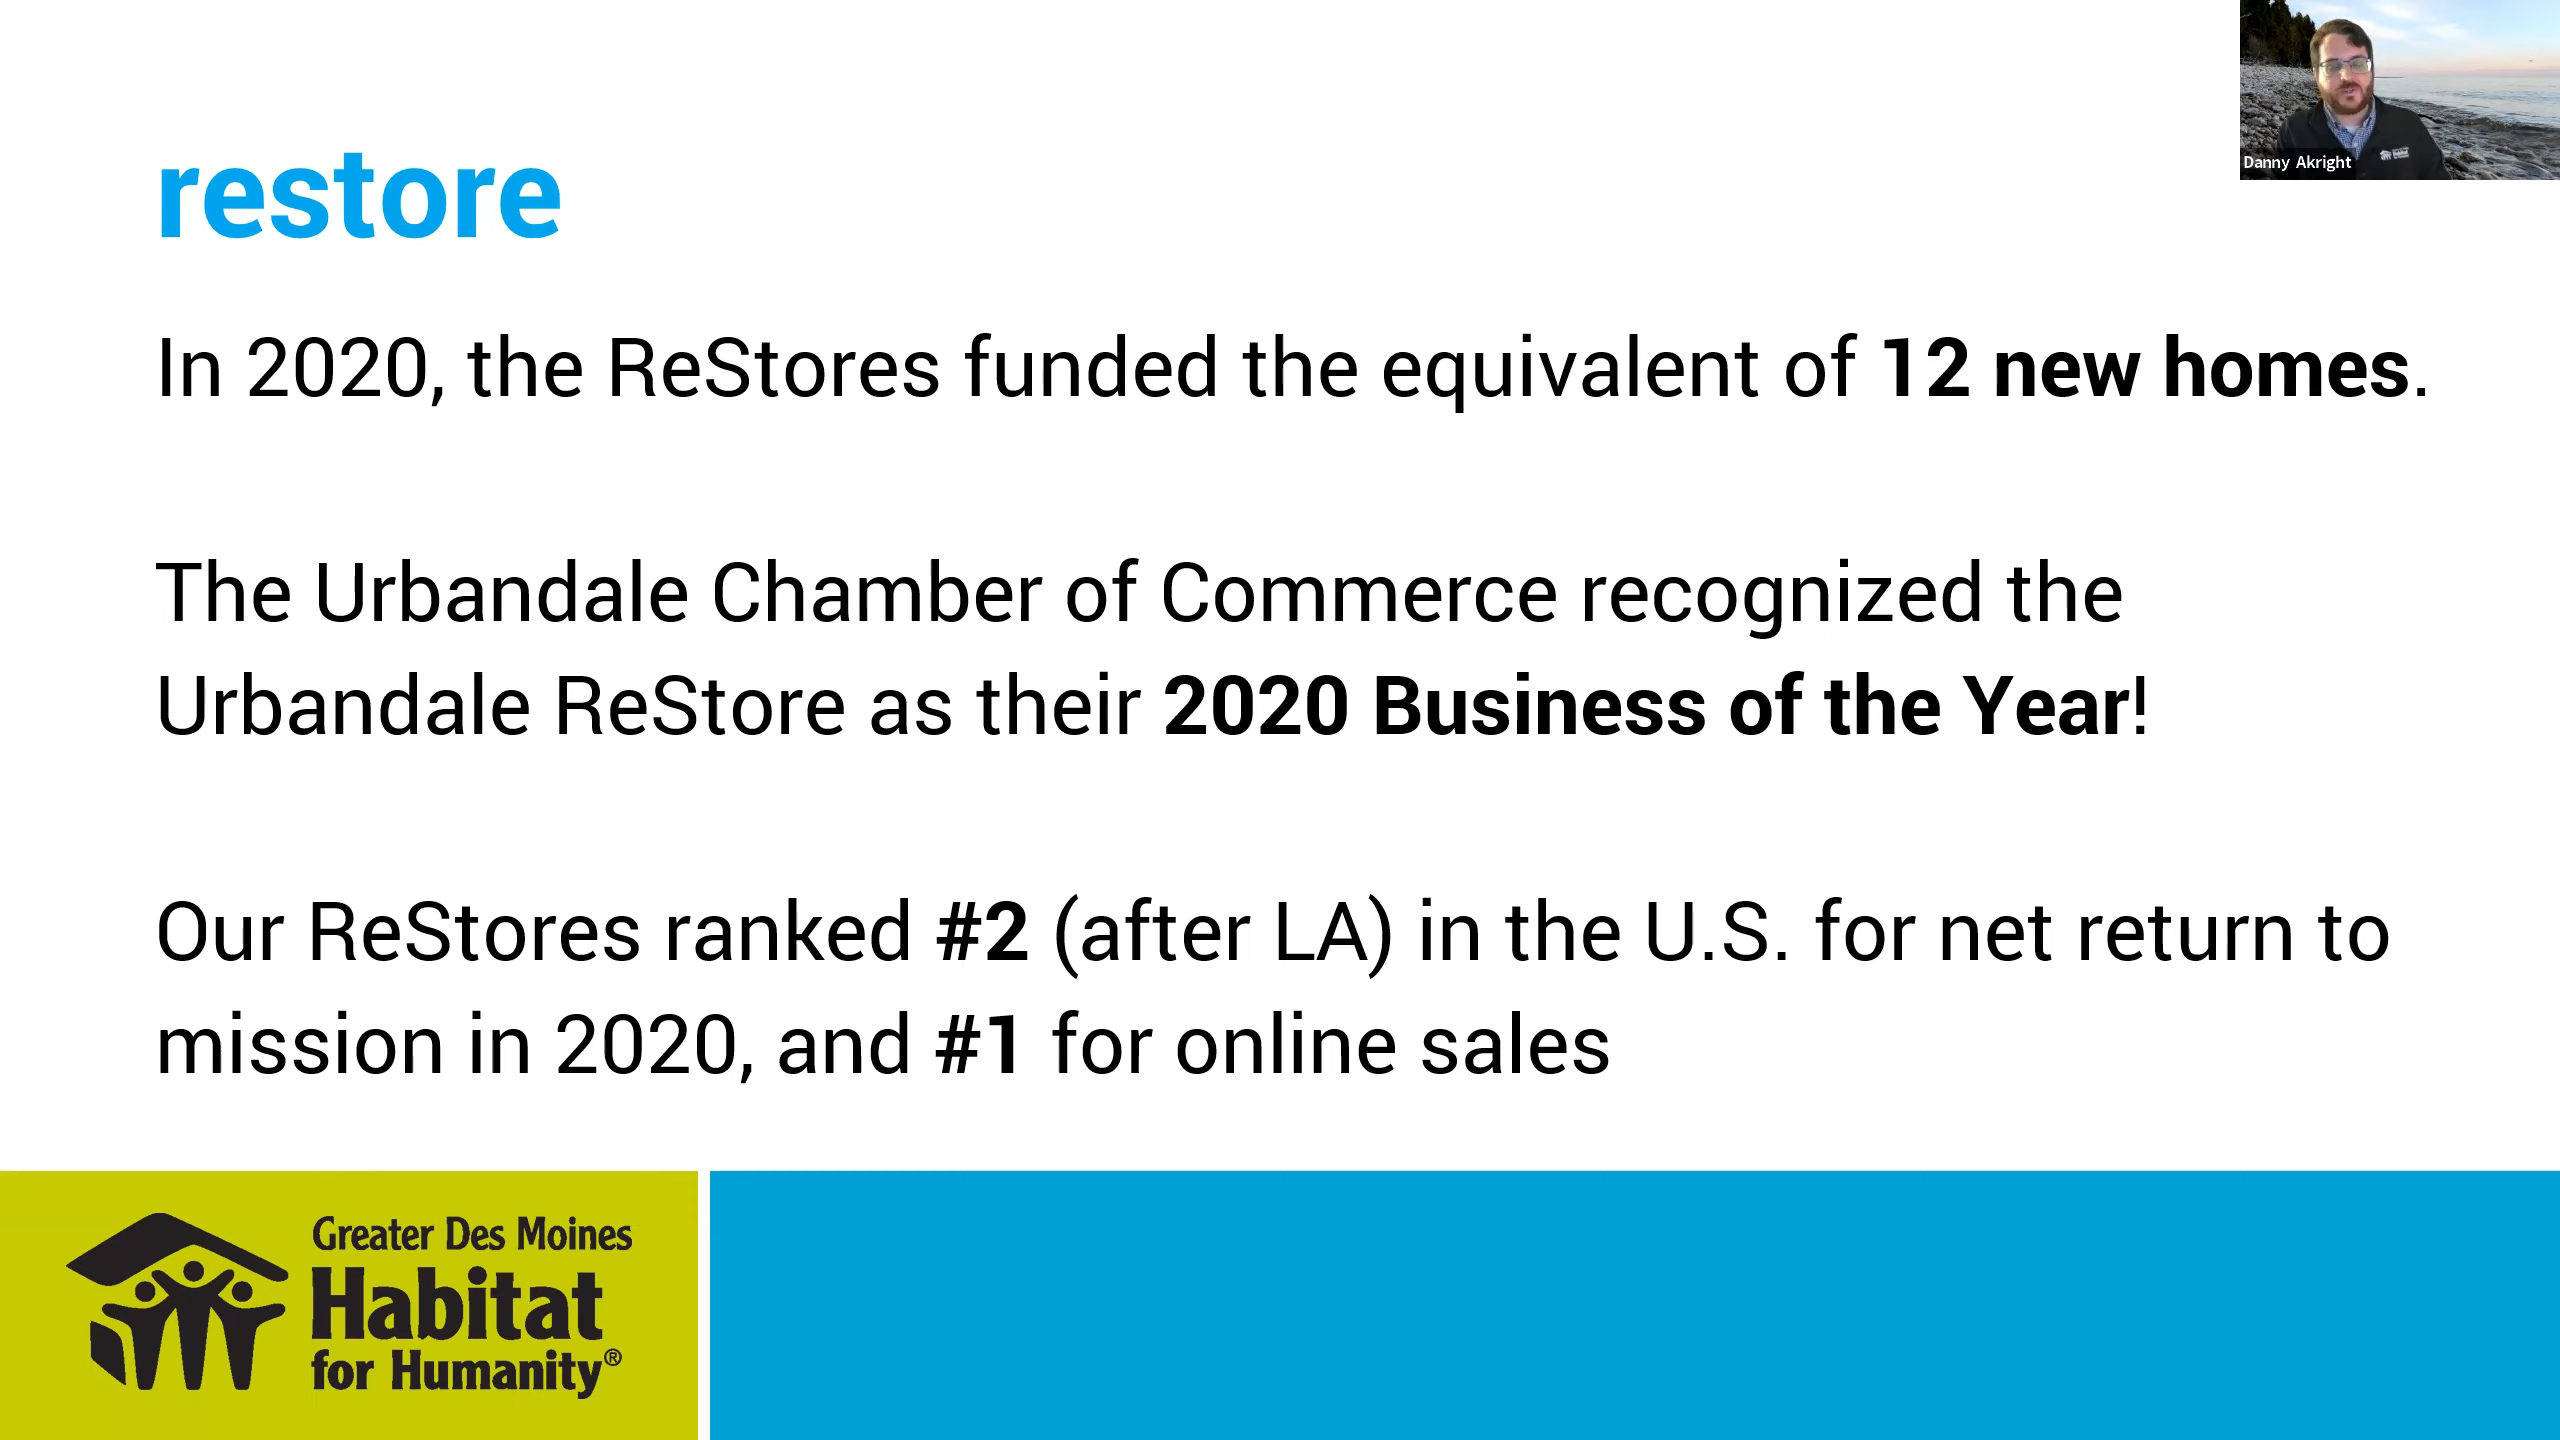 restore
In 2020, the ReStores funded the equivalent of 12 new homes.
The Urbandale Chamber of Commerce recognized the
Urbandale ReStore as their 2020 Business of the Year!
Our ReStores ranked #2 (after LA) in the U.S. for net return to
mission in 2020, and #1 for online sales
Danny Akright
Greater Des Moines
Habitat
for Humanity®